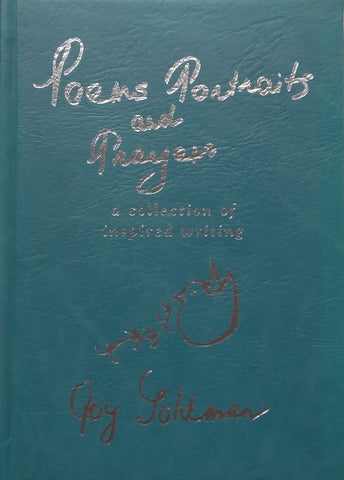 Poems Portraits
and
Prayers
a collection of
inspired writing
Joy Goldman